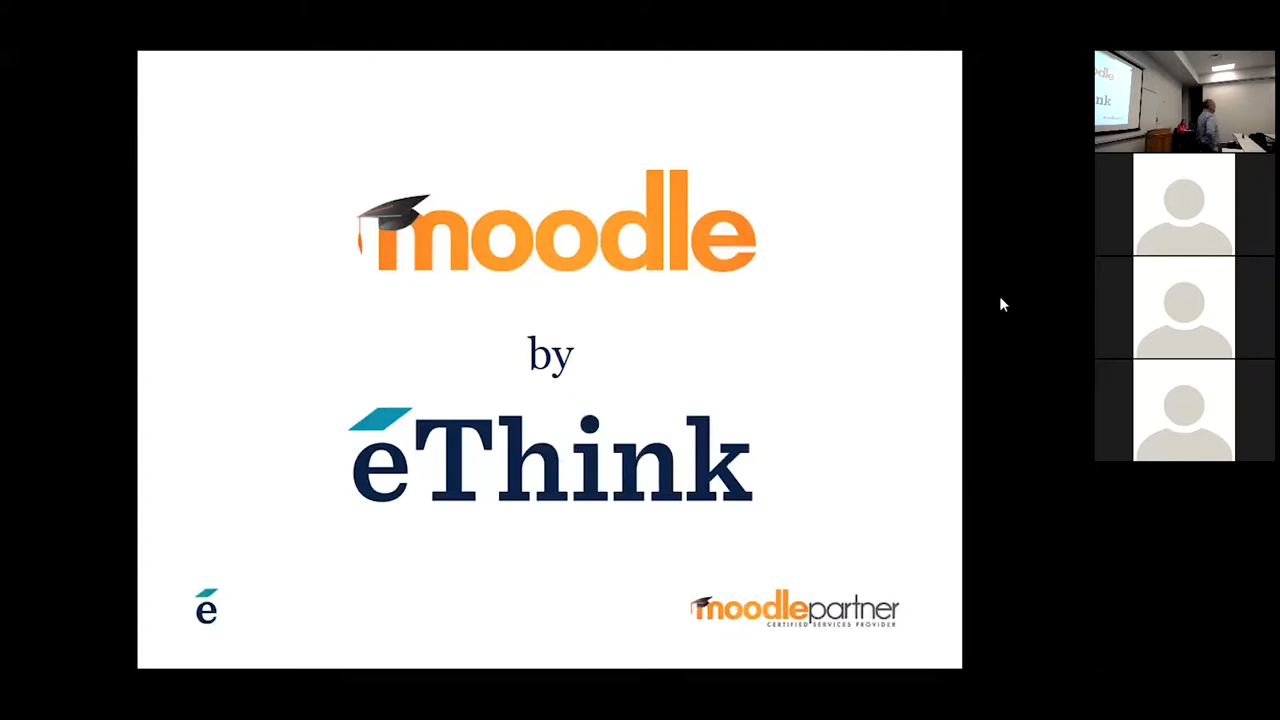 moodle
by
éThink
é
moodlepartner
CERTIFIED SERVICES PROVIDER